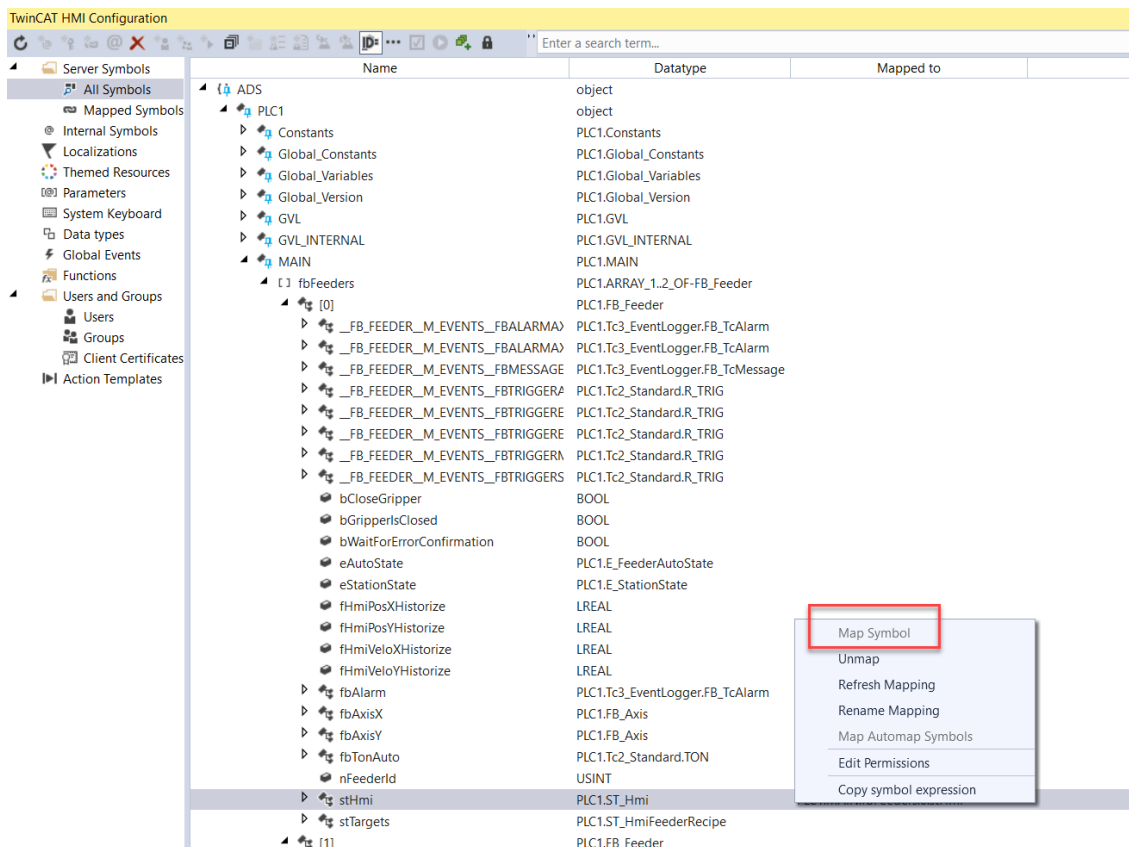 TwinCAT HMI Configuration
Enter a search term...
Server Symbols
All Symbols
Mapped Symbols
Internal Symbols
Localizations
Themed Resources
Parameters
System Keyboard
Data types
Global Events
Functions
Users and Groups
Users
Groups
Client Certificates
Action Templates
Name Datatype Mapped to
ADS object
PLC1 object
Constants PLC1.Constants
Global_Constants PLC1.Global_Constants
Global_Variables PLC1.Global_Variables
Global_Version PLC1.Global_Version
GVL PLC1.GVL
GVL_INTERNAL PLC1.GVL_INTERNAL
MAIN PLC1.MAIN
fbFeeders PLC1.ARRAY_1..2_OF-FB_Feeder
[0] PLC1.FB_Feeder
__FB_FEEDER__M_EVENTS__FBALARMAX PLC1.Tc3_EventLogger.FB_TcAlarm
__FB_FEEDER__M_EVENTS__FBALARMAX PLC1.Tc3_EventLogger.FB_TcAlarm
__FB_FEEDER__M_EVENTS__FBMESSAGE PLC1.Tc3_EventLogger.FB_TcMessage
__FB_FEEDER__M_EVENTS__FBTRIGGERA PLC1.Tc2_Standard.R_TRIG
__FB_FEEDER__M_EVENTS__FBTRIGGERE PLC1.Tc2_Standard.R_TRIG
__FB_FEEDER__M_EVENTS__FBTRIGGERE PLC1.Tc2_Standard.R_TRIG
__FB_FEEDER__M_EVENTS__FBTRIGGERM PLC1.Tc2_Standard.R_TRIG
__FB_FEEDER__M_EVENTS__FBTRIGGERS PLC1.Tc2_Standard.R_TRIG
bCloseGripper BOOL
bGripperIsClosed BOOL
bWaitForErrorConfirmation BOOL
eAutoState PLC1.E_FeederAutoState
eStationState PLC1.E_StationState
fHmiPosXHistorize LREAL
fHmiPosYHistorize LREAL
fHmiVeloXHistorize LREAL
fHmiVeloYHistorize LREAL
fbAlarm PLC1.Tc3_EventLogger.FB_TcAlarm
fbAxisX PLC1.FB_Axis
fbAxisY PLC1.FB_Axis
fbTonAuto PLC1.Tc2_Standard.TON
nFeederId USINT
stHmi PLC1.ST_Hmi
stTargets PLC1.ST_HmiFeederRecipe
[1] PLC1.FB_Feeder
Map Symbol
Unmap
Refresh Mapping
Rename Mapping
Map Automap Symbols
Edit Permissions
Copy symbol expression